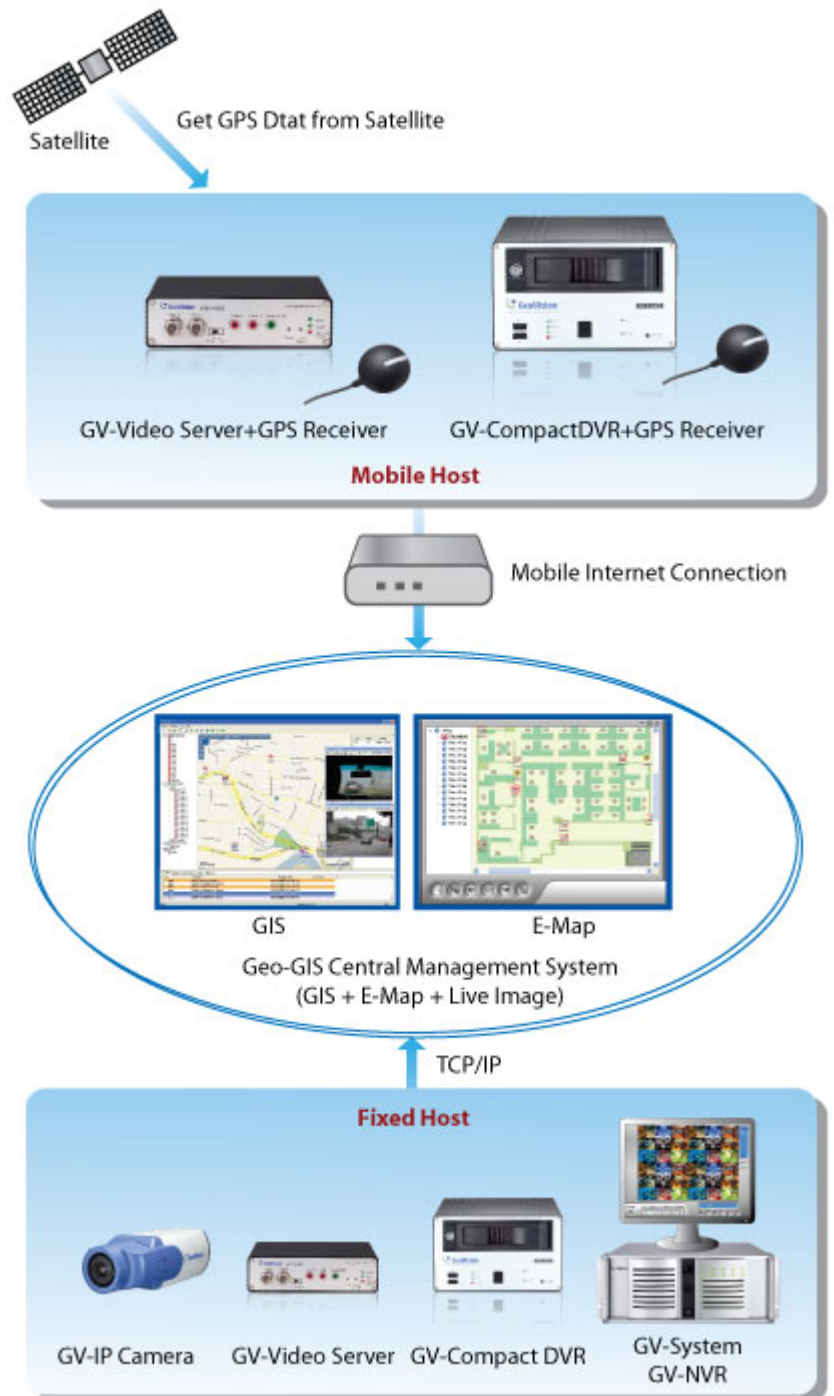 Satellite
Get GPS Dtat from Satellite
GeoVision
GeoVision
GV-Video Server+GPS Receiver
GV-CompactDVR+GPS Receiver
Mobile Host
Mobile Internet Connection
GIS
E-Map
Geo-GIS Central Management System
(GIS + E-Map + Live Image)
TCP/IP
Fixed Host
GV-IP Camera
GV-Video Server
GV-Compact DVR
GV-System
GV-NVR